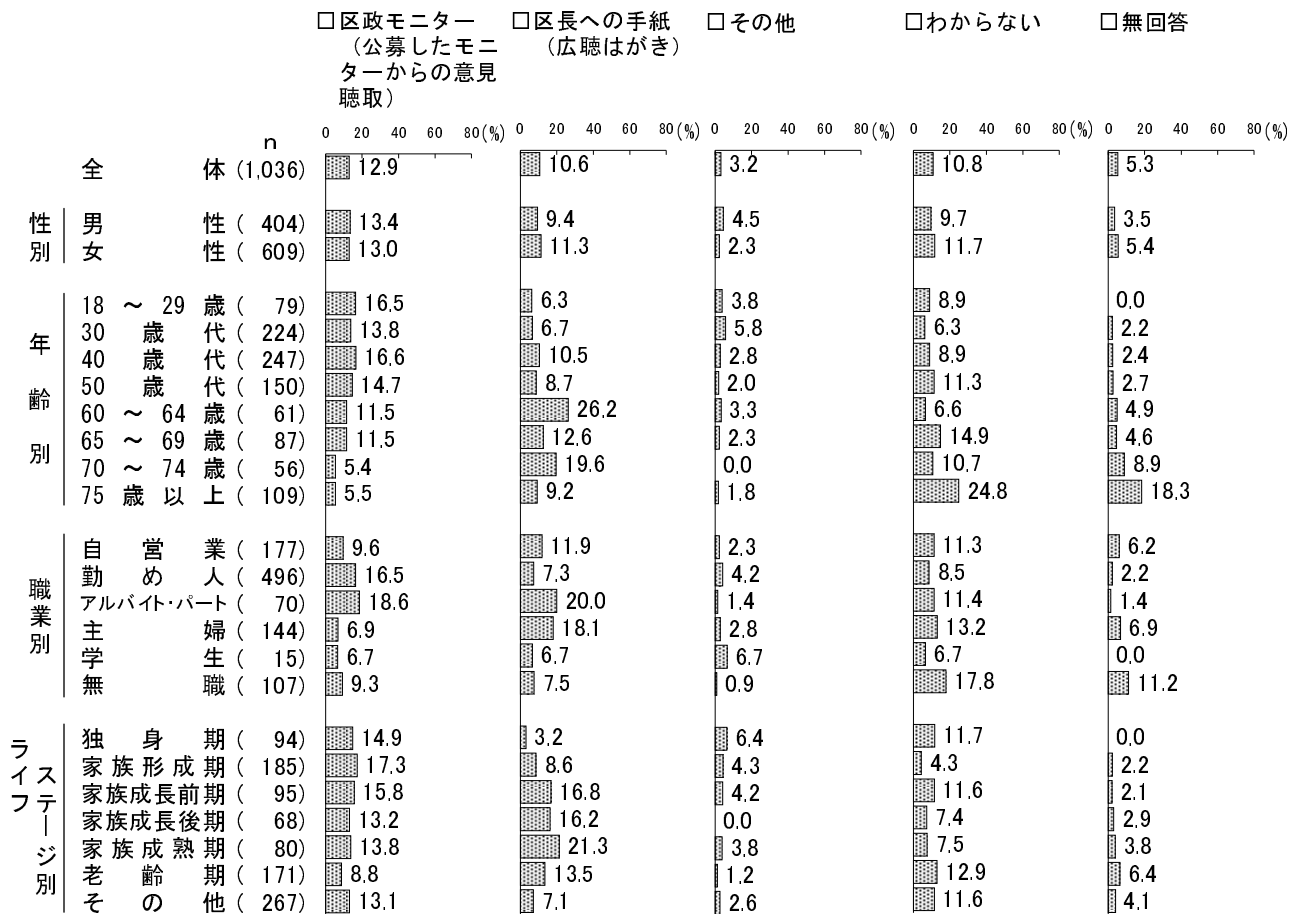 □区政モニター（公募したモニターからの意見聴取） □区長への手紙（広聴はがき） □その他 □わからない □無回答
n 0 20 40 60 80(%) 0 20 40 60 80(%) 0 20 40 60 80(%) 0 20 40 60 80(%) 0 20 40 60 80(%)
全体 (1,036) 12.9 10.6 3.2 10.8 5.3
性別
男性 ( 404) 13.4 9.4 4.5 9.7 3.5
女性 ( 609) 13.0 11.3 2.3 11.7 5.4
年齢別
18～29歳 ( 79) 16.5 6.3 3.8 8.9 0.0
30歳代 ( 224) 13.8 6.7 5.8 6.3 2.2
40歳代 ( 247) 16.6 10.5 2.8 8.9 2.4
50歳代 ( 150) 14.7 8.7 2.0 11.3 2.7
60～64歳 ( 61) 11.5 26.2 3.3 6.6 4.9
65～69歳 ( 87) 11.5 12.6 2.3 14.9 4.6
70～74歳 ( 56) 5.4 19.6 0.0 10.7 8.9
75歳以上 ( 109) 5.5 9.2 1.8 24.8 18.3
職業別
自営業 ( 177) 9.6 11.9 2.3 11.3 6.2
勤め人 ( 496) 16.5 7.3 4.2 8.5 2.2
アルバイト・パート ( 70) 18.6 20.0 1.4 11.4 1.4
主婦 ( 144) 6.9 18.1 2.8 13.2 6.9
学生 ( 15) 6.7 6.7 6.7 6.7 0.0
無職 ( 107) 9.3 7.5 0.9 17.8 11.2
ライフステージ別
独身期 ( 94) 14.9 3.2 6.4 11.7 0.0
家族形成期 ( 185) 17.3 8.6 4.3 4.3 2.2
家族成長前期 ( 95) 15.8 16.8 4.2 11.6 2.1
家族成長後期 ( 68) 13.2 16.2 0.0 7.4 2.9
家族成熟期 ( 80) 13.8 21.3 3.8 7.5 3.8
老齢期 ( 171) 8.8 13.5 1.2 12.9 6.4
その他 ( 267) 13.1 7.1 2.6 11.6 4.1